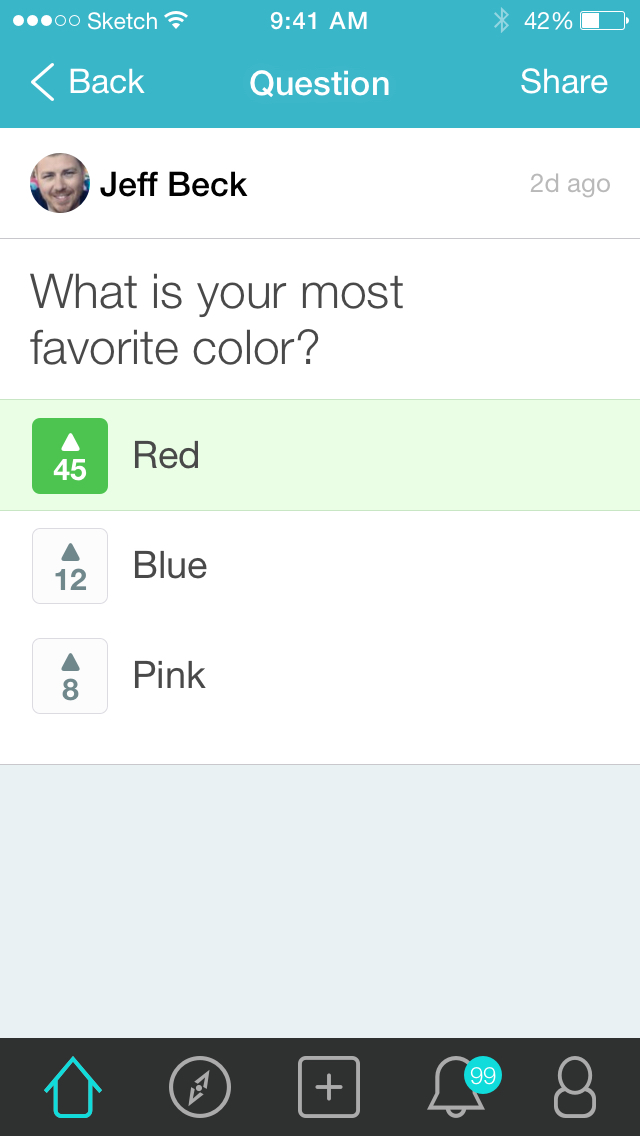 Sketch 9:41 AM 42%
Back Question Share
Jeff Beck 2d ago
What is your most
favorite color?
45 Red
12 Blue
8 Pink
99